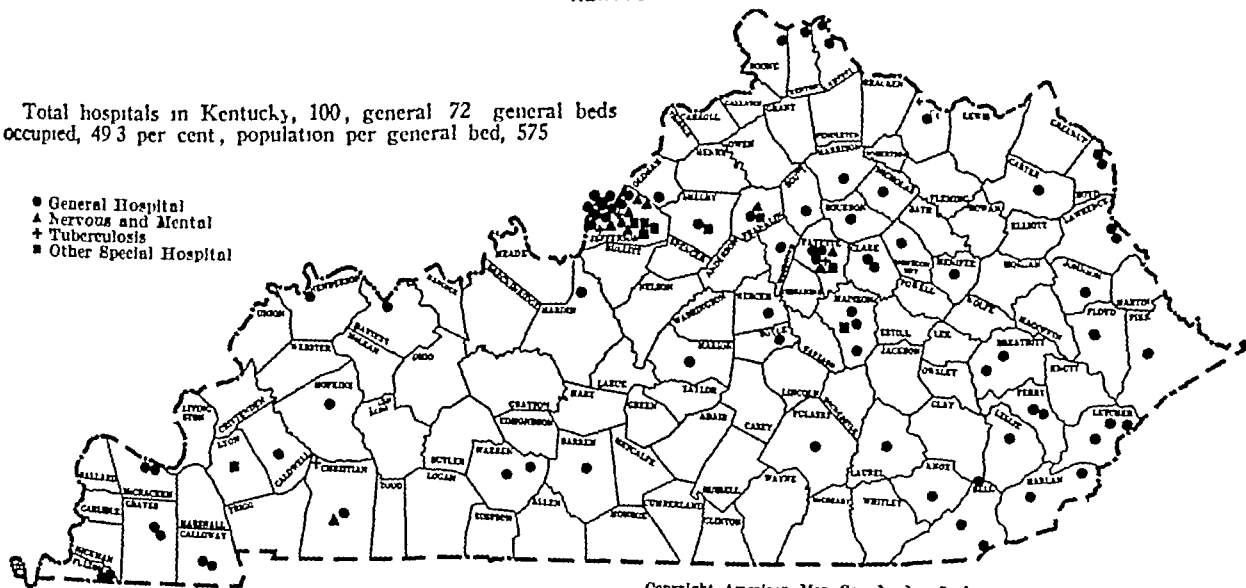 Total hospitals in Kentucky, 100, general 72 general beds
occupied, 49 3 per cent, population per general bed, 575
General Hospital
Nervous and Mental
Tuberculosis
Other Special Hospital
BOONE
KENTON
BRACKEN
LEWIS
GREENUP
CARROLL
GALLATIN
GRANT
PENDLETON
OWEN
HENRY
OLDHAM
HARRISON
ROBERTSON
NICHOLAS
FLEMING
CARTER
BOYD
ROWAN
ELLIOTT
LAWRENCE
SHELBY
FRANKLIN
SCOTT
BOURBON
BATH
JEFFERSON
BULLITT
SPENCER
ANDERSON
FAYETTE
CLARK
MENIFEE
MORGAN
JOHNSON
MARTIN
MEADE
BRECKINRIDGE
HANCOCK
HENDERSON
UNION
DAVIESS
McLEAN
OHIO
HARDIN
NELSON
WASHINGTON
MERCER
MADISON
POWELL
ESTILL
LEE
WOLFE
MAGOFFIN
FLOYD
PIKE
WEBSTER
HOPKINS
MARION
BOYLE
GARRARD
JACKSON
OWSLEY
BREATHITT
KNOTT
LARUE
TAYLOR
LINCOLN
ROCKCASTLE
PULASKI
CLAY
PERRY
LESLIE
LETCHER
LIVINGSTON
CRITTENDEN
GRAYSON
EDMONSON
HART
GREEN
ADAIR
CASEY
LYON
CALDWELL
CHRISTIAN
TODD
LOGAN
BUTLER
WARREN
BARREN
METCALFE
RUSSELL
WAYNE
LAUREL
KNOX
BELL
HARLAN
BALLARD
McCRACKEN
GRAVES
CARLISLE
MARSHALL
CALLOWAY
HICKMAN
FULTON
TRIGG
SIMPSON
ALLEN
MONROE
CUMBERLAND
CLINTON
McCREARY
WHITLEY